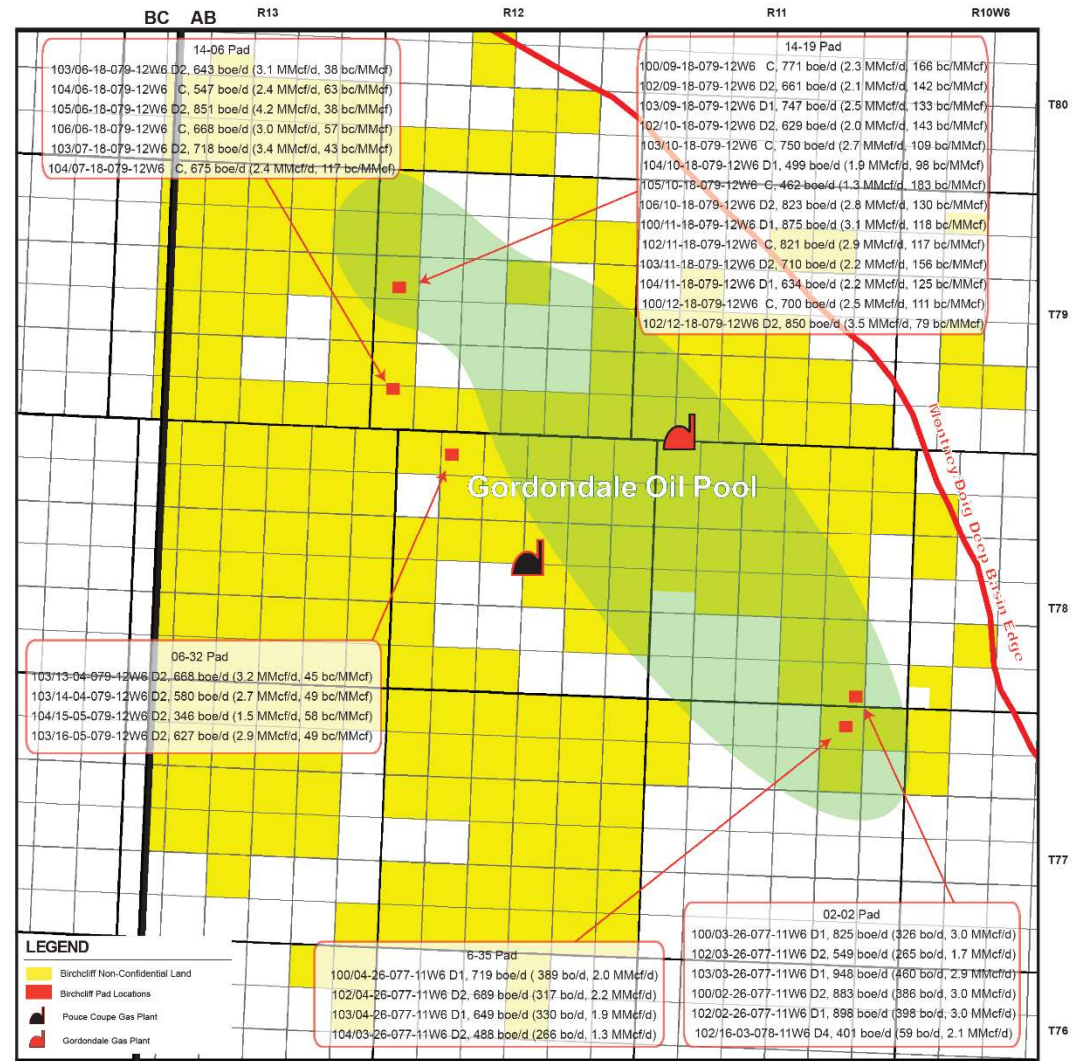 BC AB R13 R12 R11 R10W6
14-06 Pad
103/06-18-079-12W6 D2, 643 boe/d (3.1 MMcf/d, 38 bc/MMcf)
104/06-18-079-12W6 C, 547 boe/d (2.4 MMcf/d, 63 bc/MMcf)
105/06-18-079-12W6 D2, 851 boe/d (4.2 MMcf/d, 38 bc/MMcf)
106/06-18-079-12W6 C, 668 boe/d (3.0 MMcf/d, 57 bc/MMcf)
103/07-18-079-12W6 D2, 718 boe/d (3.4 MMcf/d, 43 bc/MMcf)
104/07-18-079-12W6 C, 675 boe/d (2.4 MMcf/d, 117 bc/MMcf)
14-19 Pad
100/09-18-079-12W6 C, 771 boe/d (2.3 MMcf/d, 166 bc/MMcf)
102/09-18-079-12W6 D2, 661 boe/d (2.1 MMcf/d, 142 bc/MMcf)
103/09-18-079-12W6 D1, 747 boe/d (2.5 MMcf/d, 133 bc/MMcf)
102/10-18-079-12W6 D2, 629 boe/d (2.0 MMcf/d, 143 bc/MMcf)
103/10-18-079-12W6 C, 750 boe/d (2.7 MMcf/d, 109 bc/MMcf)
104/10-18-079-12W6 D1, 499 boe/d (1.9 MMcf/d, 98 bc/MMcf)
105/10-18-079-12W6 C, 462 boe/d (1.3 MMcf/d, 183 bc/MMcf)
106/10-18-079-12W6 D2, 823 boe/d (2.8 MMcf/d, 130 bc/MMcf)
100/11-18-079-12W6 D1, 875 boe/d (3.1 MMcf/d, 118 bc/MMcf)
102/11-18-079-12W6 C, 821 boe/d (2.9 MMcf/d, 117 bc/MMcf)
103/11-18-079-12W6 D2, 710 boe/d (2.2 MMcf/d, 156 bc/MMcf)
104/11-18-079-12W6 D1, 634 boe/d (2.2 MMcf/d, 125 bc/MMcf)
100/12-18-079-12W6 C, 700 boe/d (2.5 MMcf/d, 111 bc/MMcf)
102/12-18-079-12W6 D2, 850 boe/d (3.5 MMcf/d, 79 bc/MMcf)
T80
T79
Montney Doig Deep Basin Edge
Gordondale Oil Pool
T78
06-32 Pad
103/13-04-079-12W6 D2, 668 boe/d (3.2 MMcf/d, 45 bc/MMcf)
103/14-04-079-12W6 D2, 580 boe/d (2.7 MMcf/d, 49 bc/MMcf)
104/15-05-079-12W6 D2, 346 boe/d (1.5 MMcf/d, 58 bc/MMcf)
103/16-05-079-12W6 D2, 627 boe/d (2.9 MMcf/d, 49 bc/MMcf)
T77
02-02 Pad
100/03-26-077-11W6 D1, 825 boe/d (326 bo/d, 3.0 MMcf/d)
102/03-26-077-11W6 D2, 549 boe/d (265 bo/d, 1.7 MMcf/d)
103/03-26-077-11W6 D1, 948 boe/d (460 bo/d, 2.9 MMcf/d)
100/02-26-077-11W6 D2, 883 boe/d (386 bo/d, 3.0 MMcf/d)
102/02-26-077-11W6 D1, 898 boe/d (398 bo/d, 3.0 MMcf/d)
102/16-03-078-11W6 D4, 401 boe/d (59 bo/d, 2.1 MMcf/d)
6-35 Pad
100/04-26-077-11W6 D1, 719 boe/d ( 389 bo/d, 2.0 MMcf/d)
102/04-26-077-11W6 D2, 689 boe/d (317 bo/d, 2.2 MMcf/d)
103/04-26-077-11W6 D1, 649 boe/d (330 bo/d, 1.9 MMcf/d)
104/03-26-077-11W6 D2, 488 boe/d (266 bo/d, 1.3 MMcf/d)
T76
LEGEND
Birchcliff Non-Confidential Land
Birchcliff Pad Locations
Pouce Coupe Gas Plant
Gordondale Gas Plant